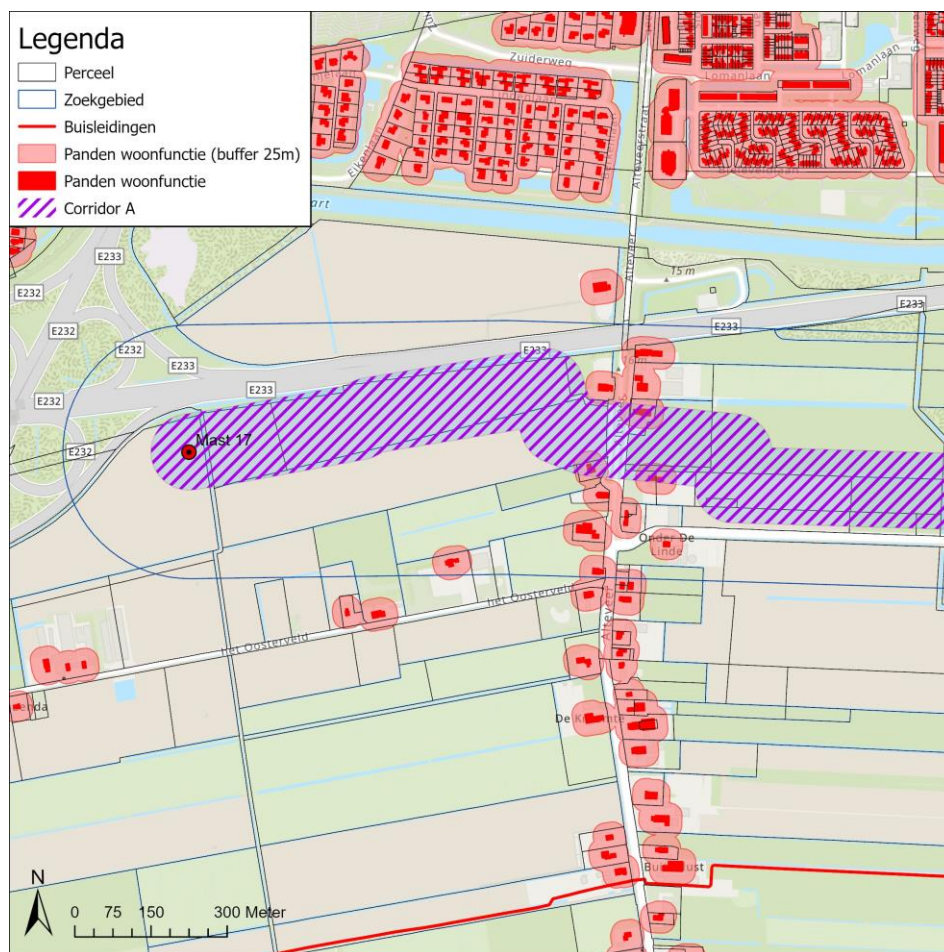 Legenda
Perceel
Zoekgebied
Buisleidingen
Panden woonfunctie (buffer 25m)
Panden woonfunctie
Corridor A
Zuiderweg
Lomanlaan
Lomanlaan
Alteveerstraat
Alteveer
15 m
E233
E232
E232
E233
E233
E232
E232
E233
E233
E233
E232
E232
16 m
Mast 17
Onder De
Linde
het Oosterveld
het Oosterveld
Alteveer
N
0 75 150 300 Meter